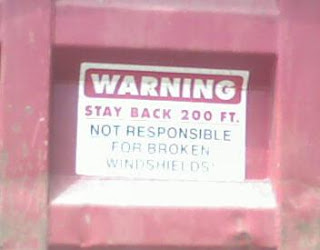 WARNING
STAY BACK 200 FT.
NOT RESPONSIBLE
FOR BROKEN
WINDSHIELDS